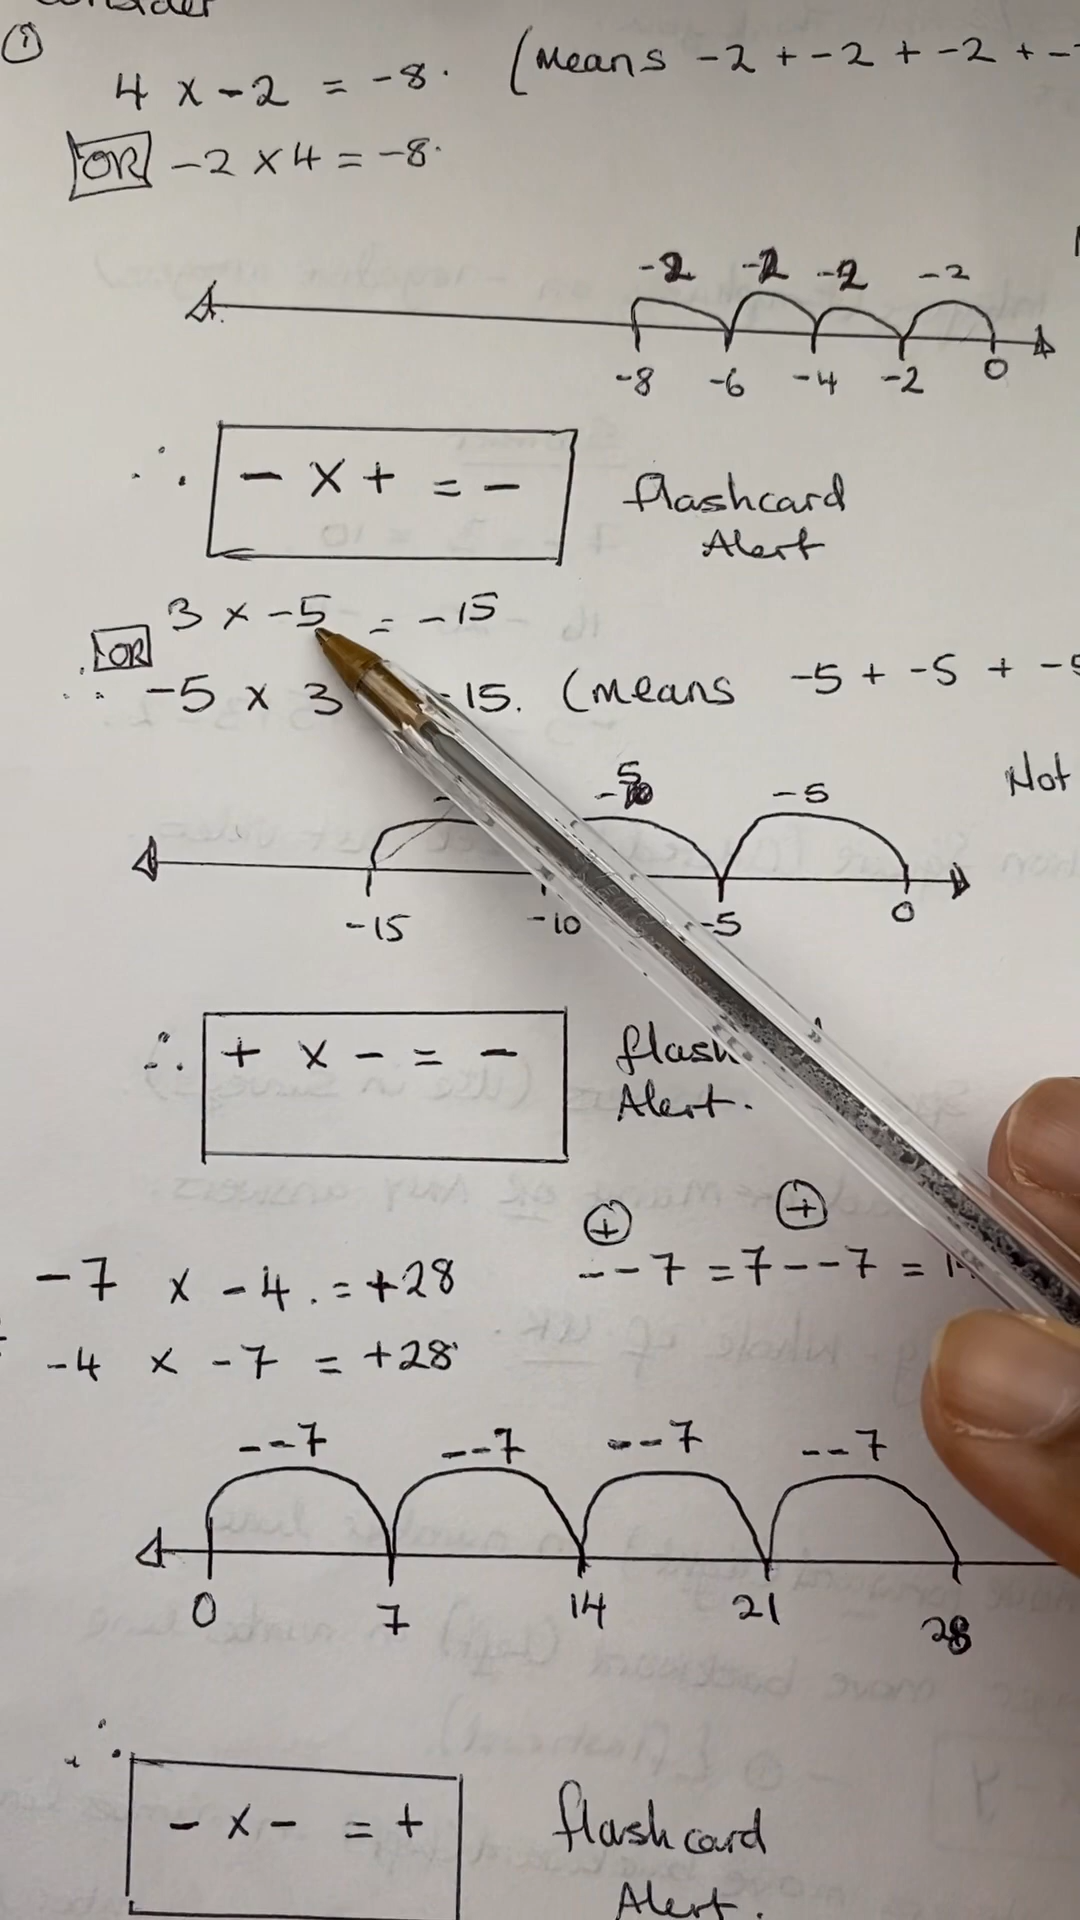 ①
4 x -2 = -8. (Means -2 + -2 + -2 +
OR -2 x 4 = -8.
-2 -2 -2 -2
-8 -6 -4 -2 0
∴ - x + = - flashcard
Alert
3 x -5 = -15
OR
-5 x 3 -15. (means -5 + -5 +
Not
-5 -5
-15 -10 -5 0
∴ + x - = - flash
Alert.
+ +
-7 x -4. = +28 --7 = 7--7 =
-4 x -7 = +28
--7 --7 --7 --7
0 7 14 21 28
∴ - x - = + flashcard
Alert.